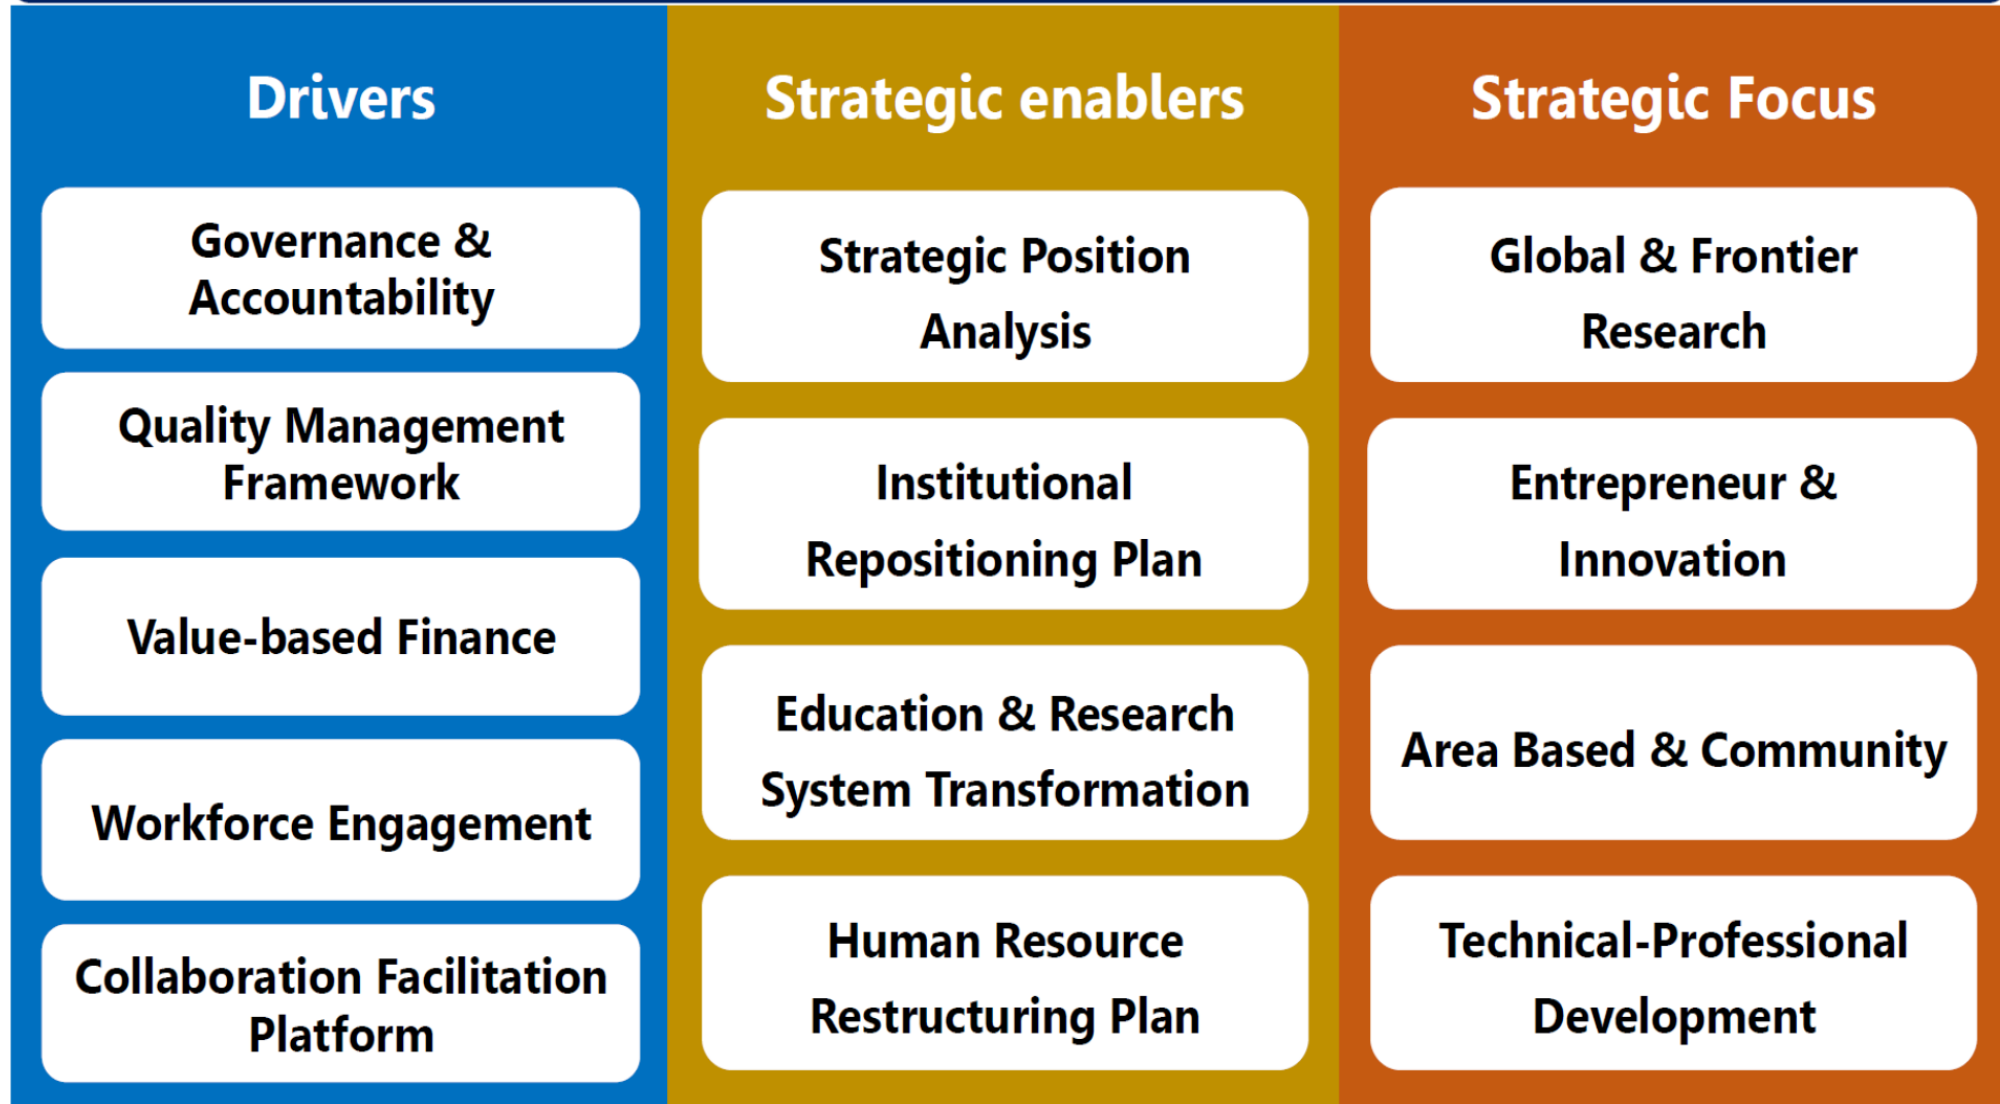 Drivers
Governance &
Accountability
Quality Management
Framework
Value-based Finance
Workforce Engagement
Collaboration Facilitation
Platform
Strategic enablers
Strategic Position
Analysis
Institutional
Repositioning Plan
Education & Research
System Transformation
Human Resource
Restructuring Plan
Strategic Focus
Global & Frontier
Research
Entrepreneur &
Innovation
Area Based & Community
Technical-Professional
Development